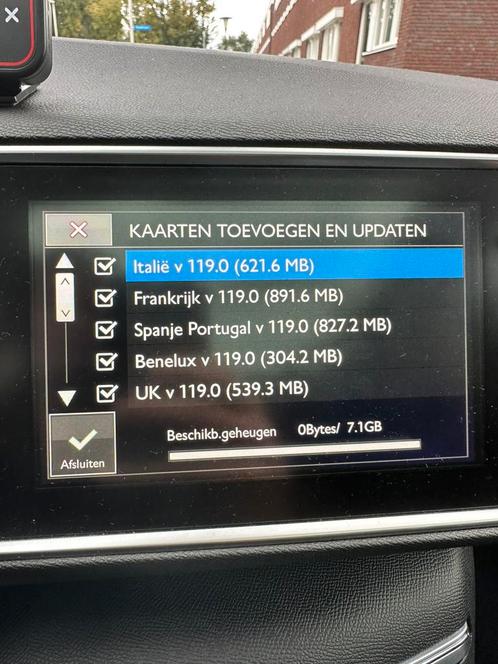 KAARTEN TOEVOEGEN EN UPDATEN
Italië v 119.0 (621.6 MB)
Frankrijk v 119.0 (891.6 MB)
Spanje Portugal v 119.0 (827.2 MB)
Benelux v 119.0 (304.2 MB)
UK v 119.0 (539.3 MB)
Beschikb.geheugen 0Bytes/ 7.1GB
Afsluiten